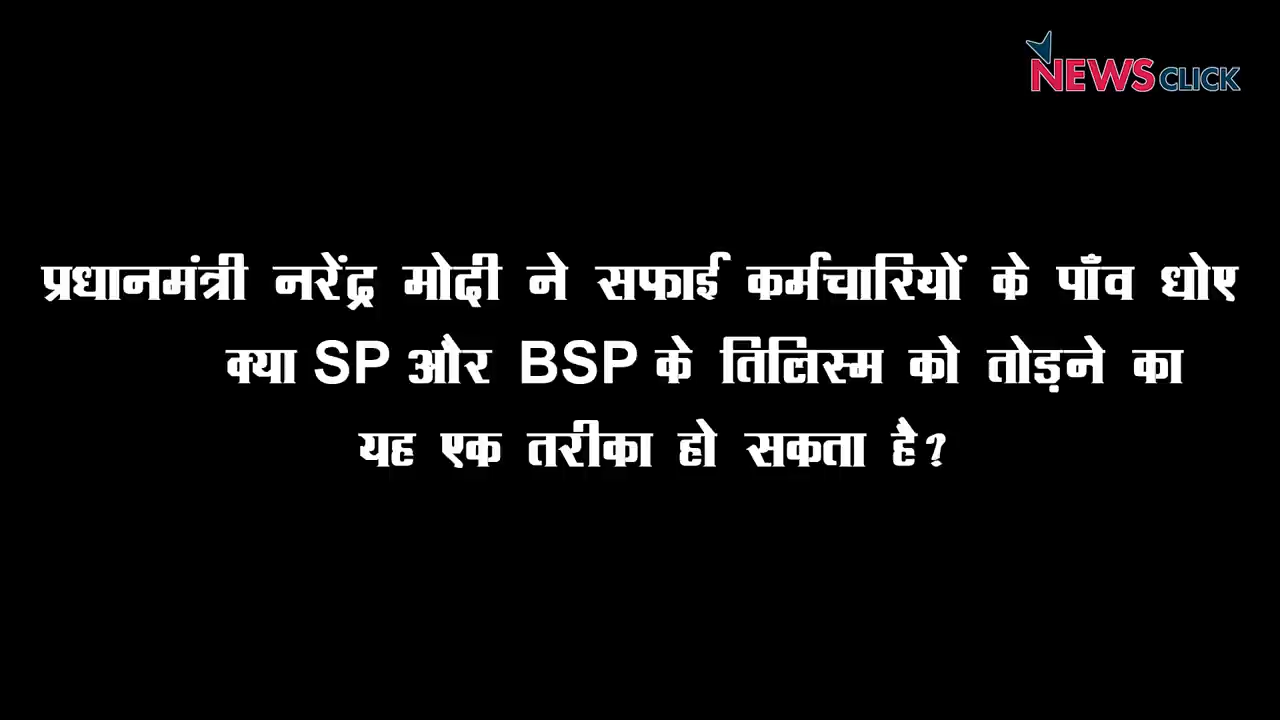 NEWSCLICK
प्रधानमंत्री नरेंद्र मोदी ने सफाई कर्मचारियों के पाँव धोए
क्या SP और BSP के तिलिस्म को तोड़ने का
यह एक तरीका हो सकता है?